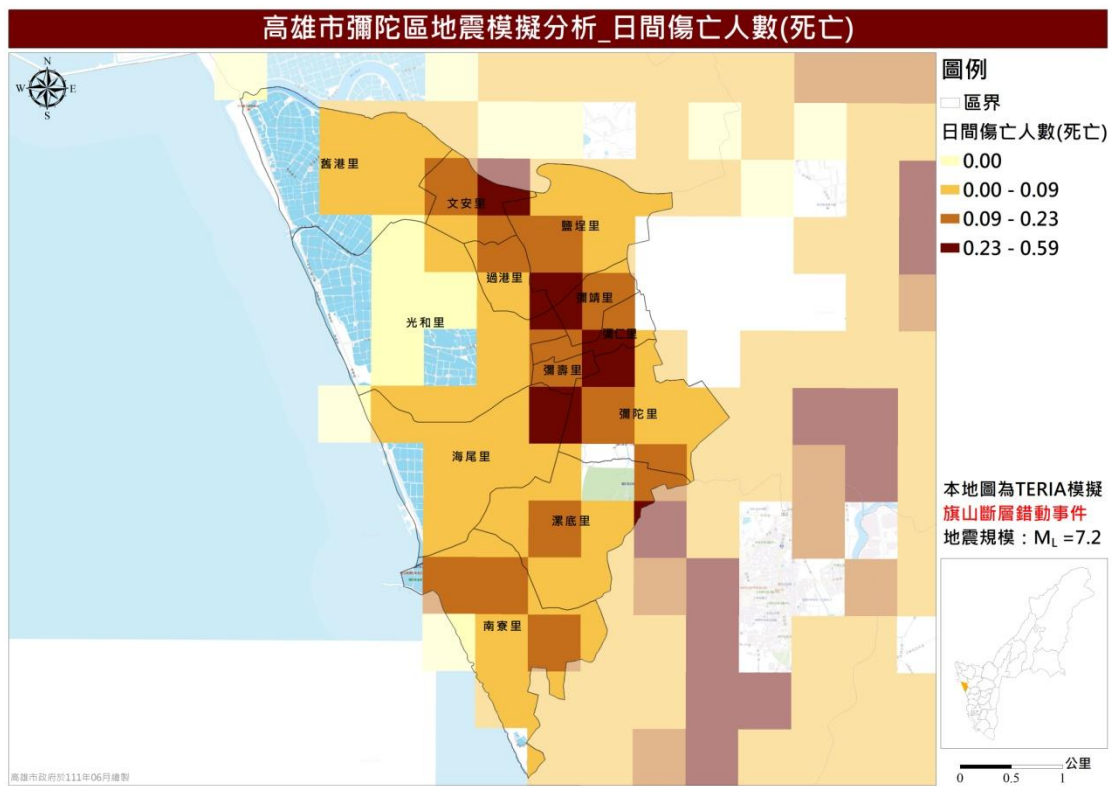 高雄市彌陀區地震模擬分析_日間傷亡人數(死亡)
N
W
E
S
圖例
區界
日間傷亡人數(死亡)
0.00
0.00 - 0.09
0.09 - 0.23
0.23 - 0.59
舊港里
文安里
鹽埕里
過港里
彌靖里
光和里
彌仁里
彌壽里
彌陀里
海尾里
漯底里
南寮里
本地圖為TERIA模擬
旗山斷層錯動事件
地震規模：ML =7.2
公里
0 0.5 1
高雄市政府於111年06月繪製